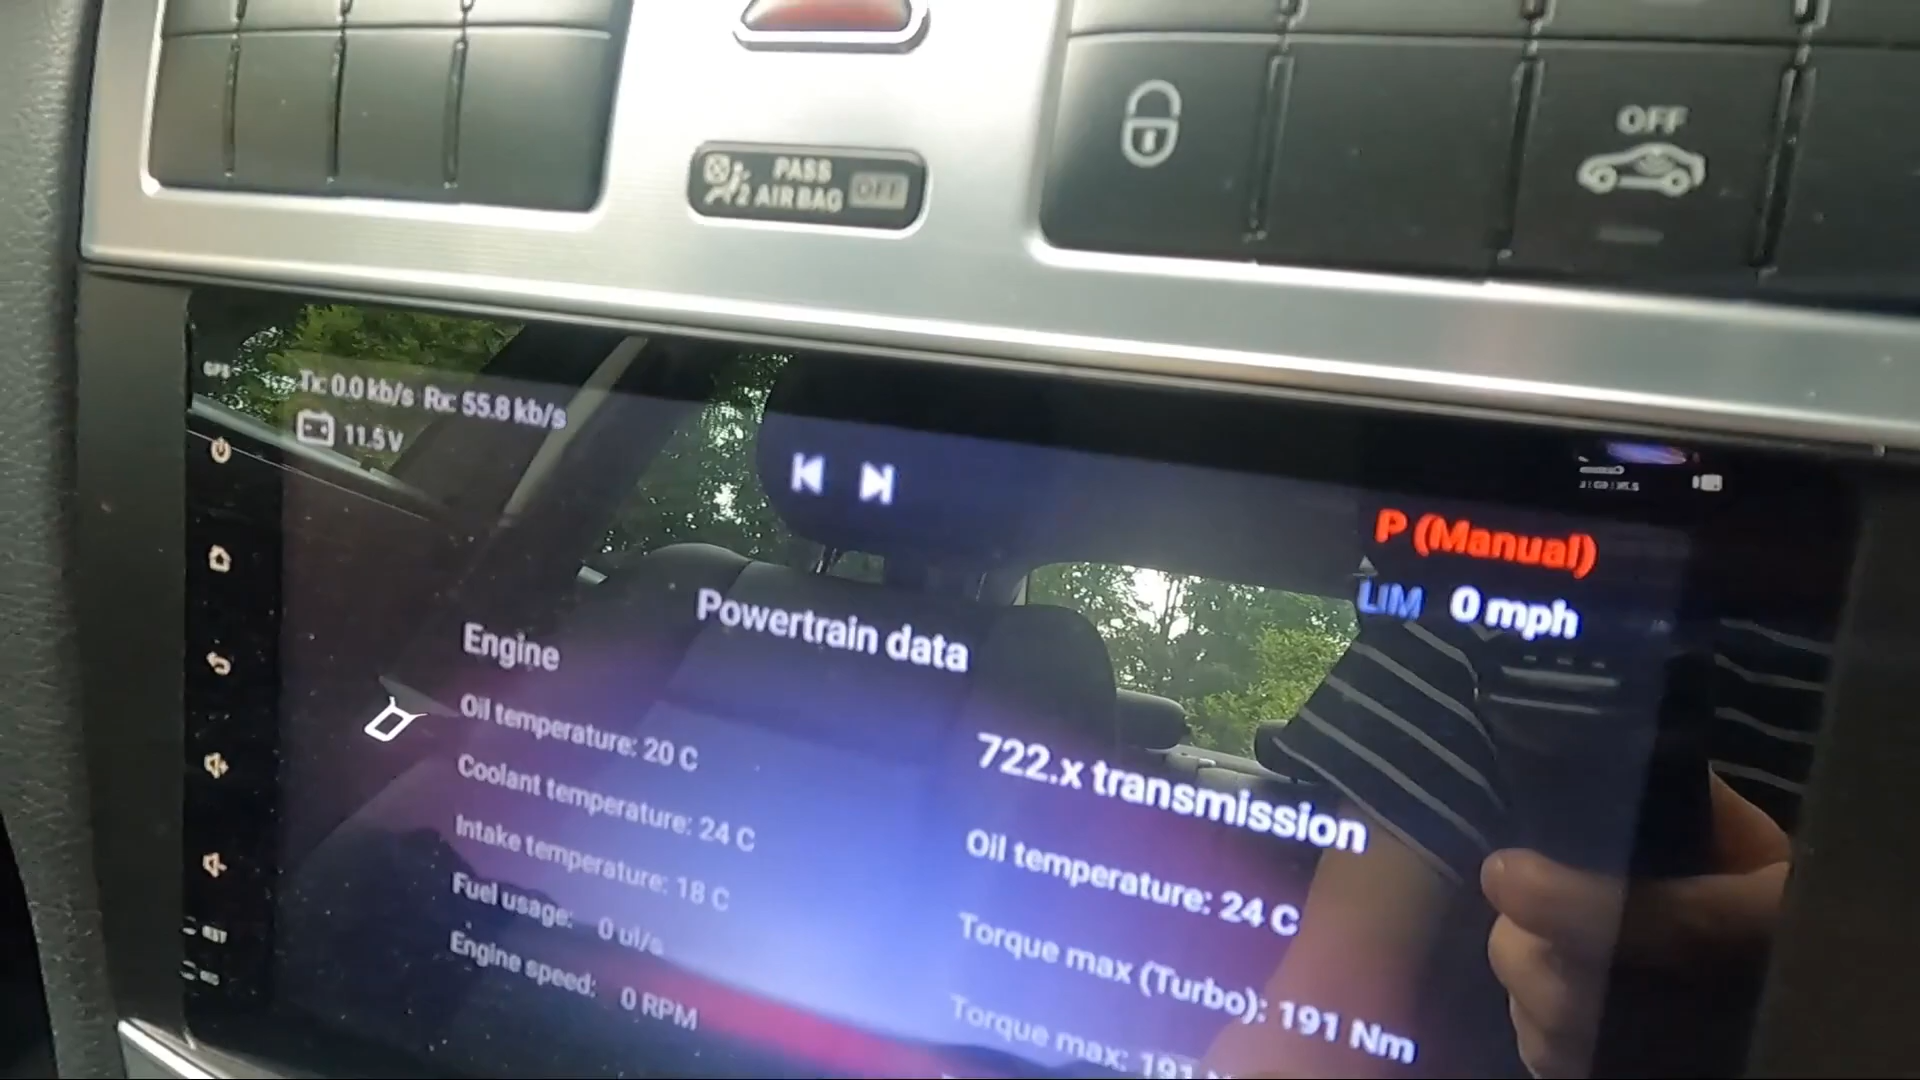 OFF
PASS
2 AIR BAG OFF
GPS
Tx: 0.0 kb/s Rx: 55.8 kb/s
11.5 V
P (Manual)
LIM 0 mph
Powertrain data
Engine
Oil temperature: 20 C
Coolant temperature: 24 C
Intake temperature: 18 C
Fuel usage: 0 ul/s
Engine speed: 0 RPM
722.x transmission
Oil temperature: 24 C
Torque max (Turbo): 191 Nm
Torque max: 191
RST